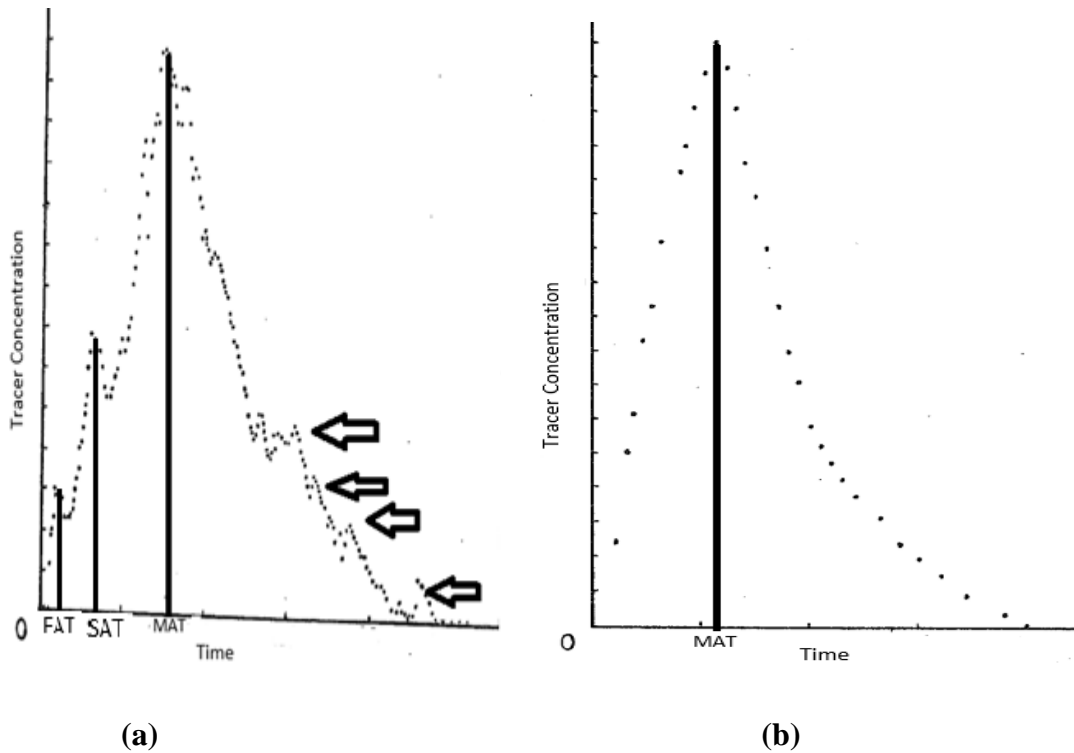 Tracer Concentration
0
FAT
SAT
MAT
Time
(a)
Tracer Concentration
0
MAT
Time
(b)